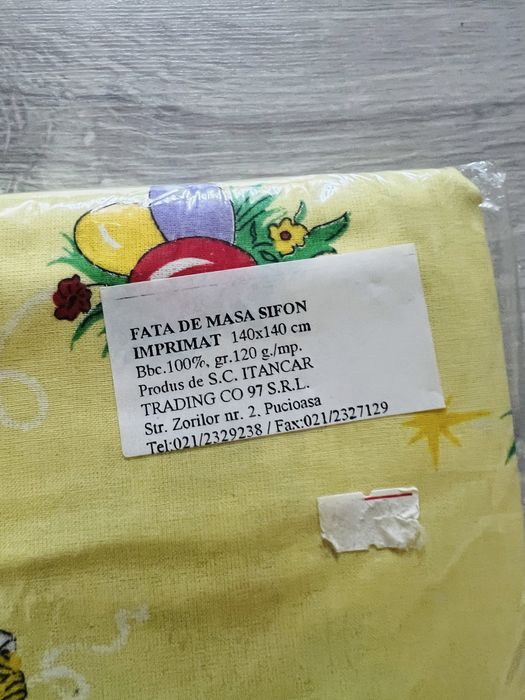 FATA DE MASA SIFON
IMPRIMAT 140x140 cm
Bbc.100%, gr.120 g./mp.
Produs de S.C. ITANCAR
TRADING CO 97 S.R.L.
Str. Zorilor nr. 2. Pucioasa
Tel:021/2329238 / Fax:021/2327129